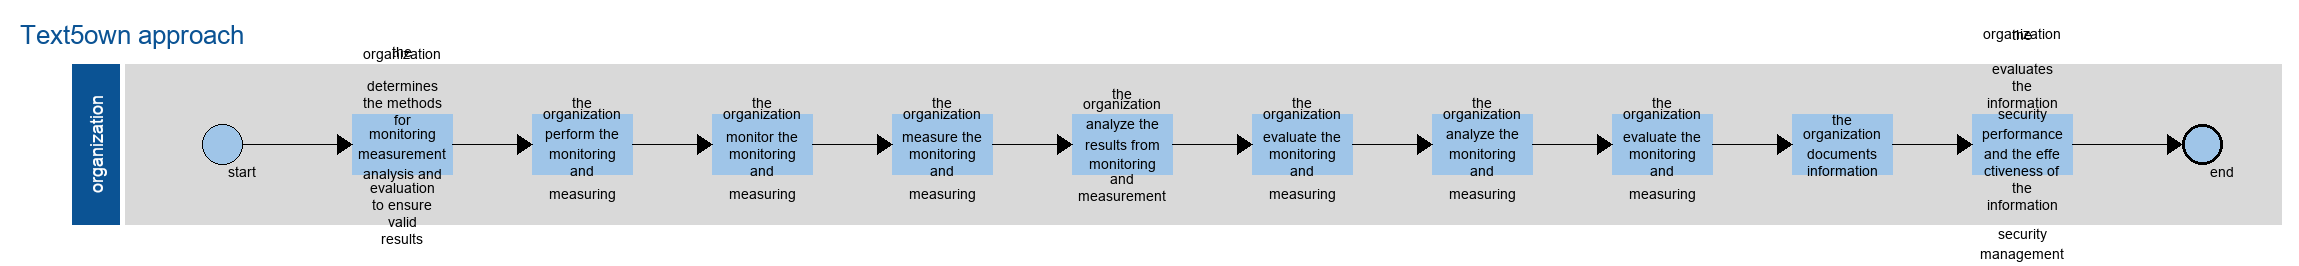 Text5own approach
organization
start
the
organization
determines
the methods
for
monitoring
measurement
analysis and
evaluation
to ensure
valid
results
the
organization
perform the
monitoring
and
measuring
the
organization
monitor the
monitoring
and
measuring
the
organization
measure the
monitoring
and
measuring
the
organization
analyze the
results from
monitoring
and
measurement
the
organization
evaluate the
monitoring
and
measuring
the
organization
analyze the
monitoring
and
measuring
the
organization
evaluate the
monitoring
and
measuring
the
organization
documents
information
the
organization
evaluates
the
information
security
performance
and the effe
ctiveness of
the
information
security
management
end